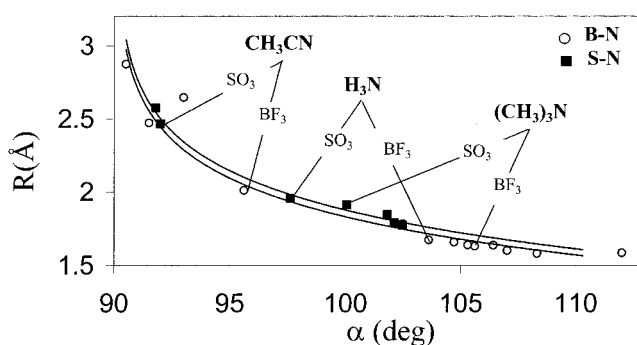 3
2.5
2
1.5
R(Å)
90
95
100
105
110
α (deg)
CH₃CN
SO₃
BF₃
H₃N
SO₃
BF₃
(CH₃)₃N
SO₃
BF₃
B-N
S-N